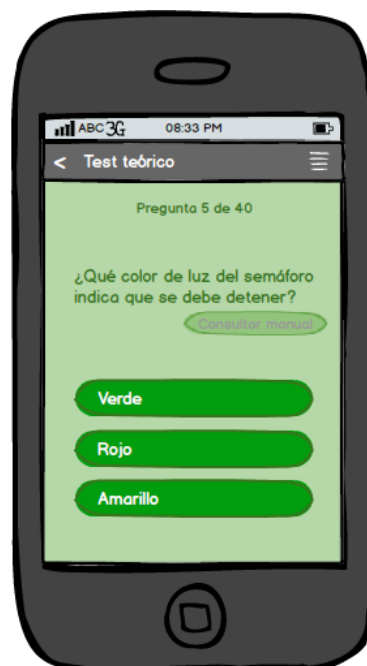 ABC 3G 08:33 PM
< Test teórico
Pregunta 5 de 40
¿Qué color de luz del semáforo
indica que se debe detener?
Consultar manual
Verde
Rojo
Amarillo